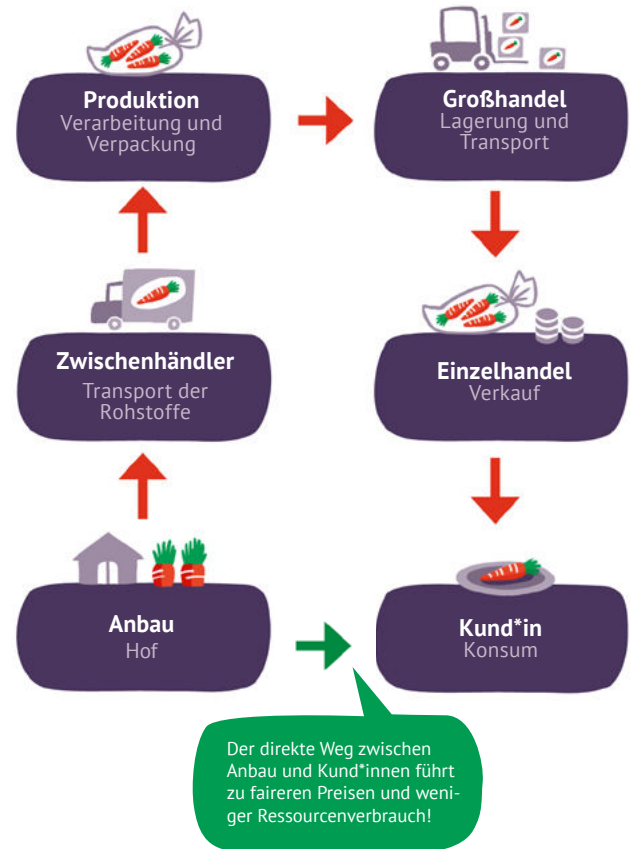 Produktion
Verarbeitung und
Verpackung
Großhandel
Lagerung und
Transport
Zwischenhändler
Transport der
Rohstoffe
Einzelhandel
Verkauf
Anbau
Hof
Kund*in
Konsum
Der direkte Weg zwischen
Anbau und Kund*innen führt
zu faireren Preisen und weni-
ger Ressourcenverbrauch!